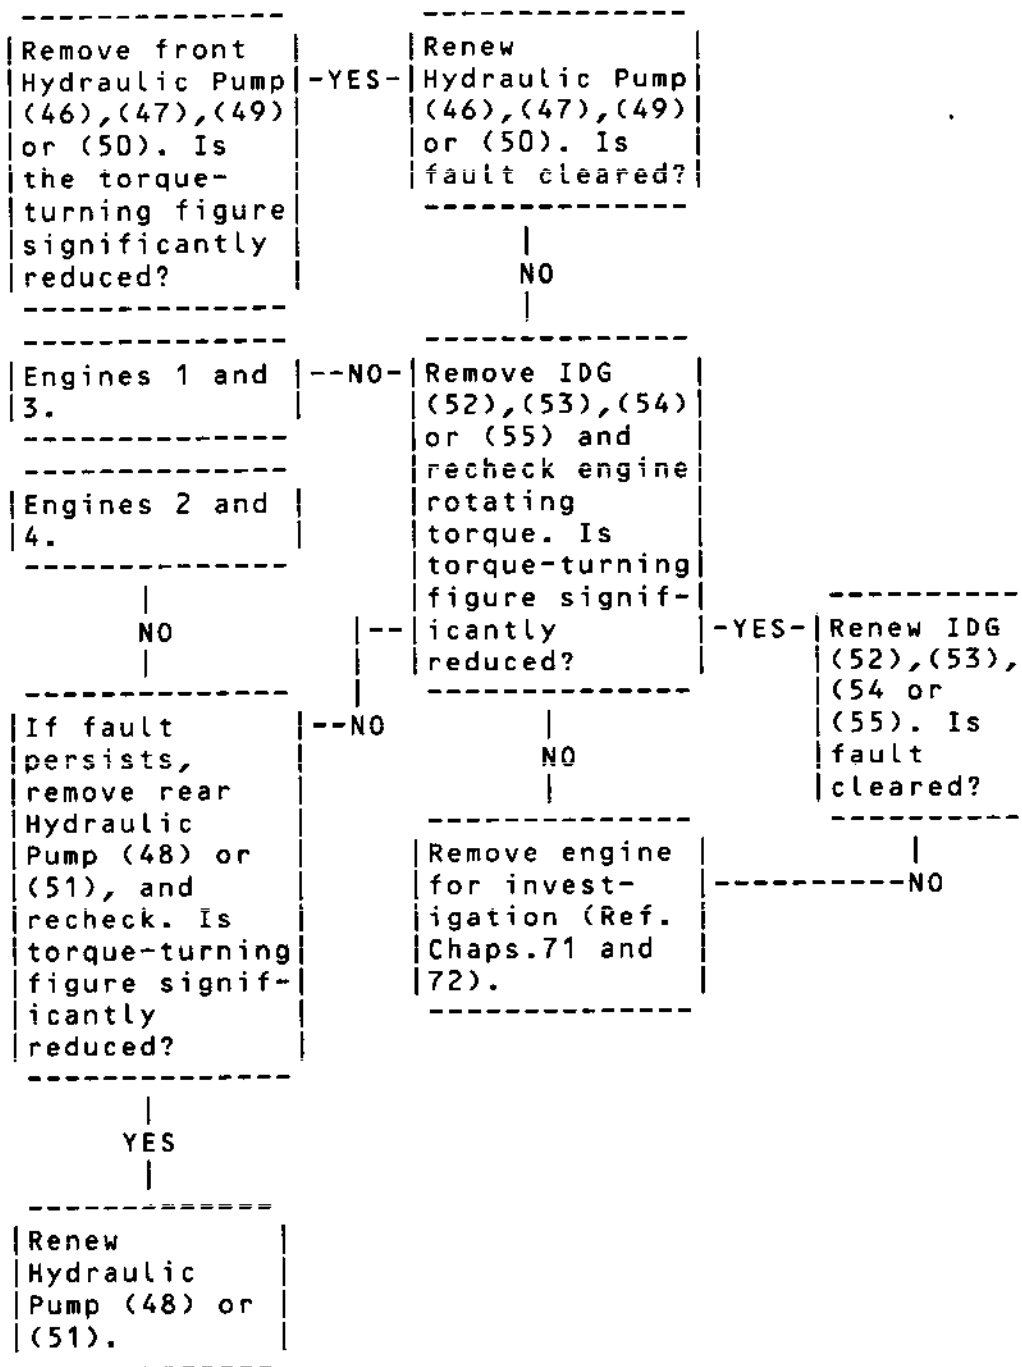 Remove front
Hydraulic Pump
(46),(47),(49)
or (50). Is
the torque-
turning figure
significantly
reduced?
-YES-
Renew
Hydraulic Pump
(46),(47),(49)
or (50). Is
fault cleared?
NO
Engines 1 and
3.
--NO-
Engines 2 and
4.
NO
Remove IDG
(52),(53),(54)
or (55) and
recheck engine
rotating
torque. Is
torque-turning
figure signif-
icantly
reduced?
-YES-
Renew IDG
(52),(53),
(54 or
(55). Is
fault
cleared?
NO
If fault
persists,
remove rear
Hydraulic
Pump (48) or
(51), and
recheck. Is
torque-turning
figure signif-
icantly
reduced?
--NO
NO
Remove engine
for invest-
igation (Ref.
Chaps.71 and
72).
YES
Renew
Hydraulic
Pump (48) or
(51).